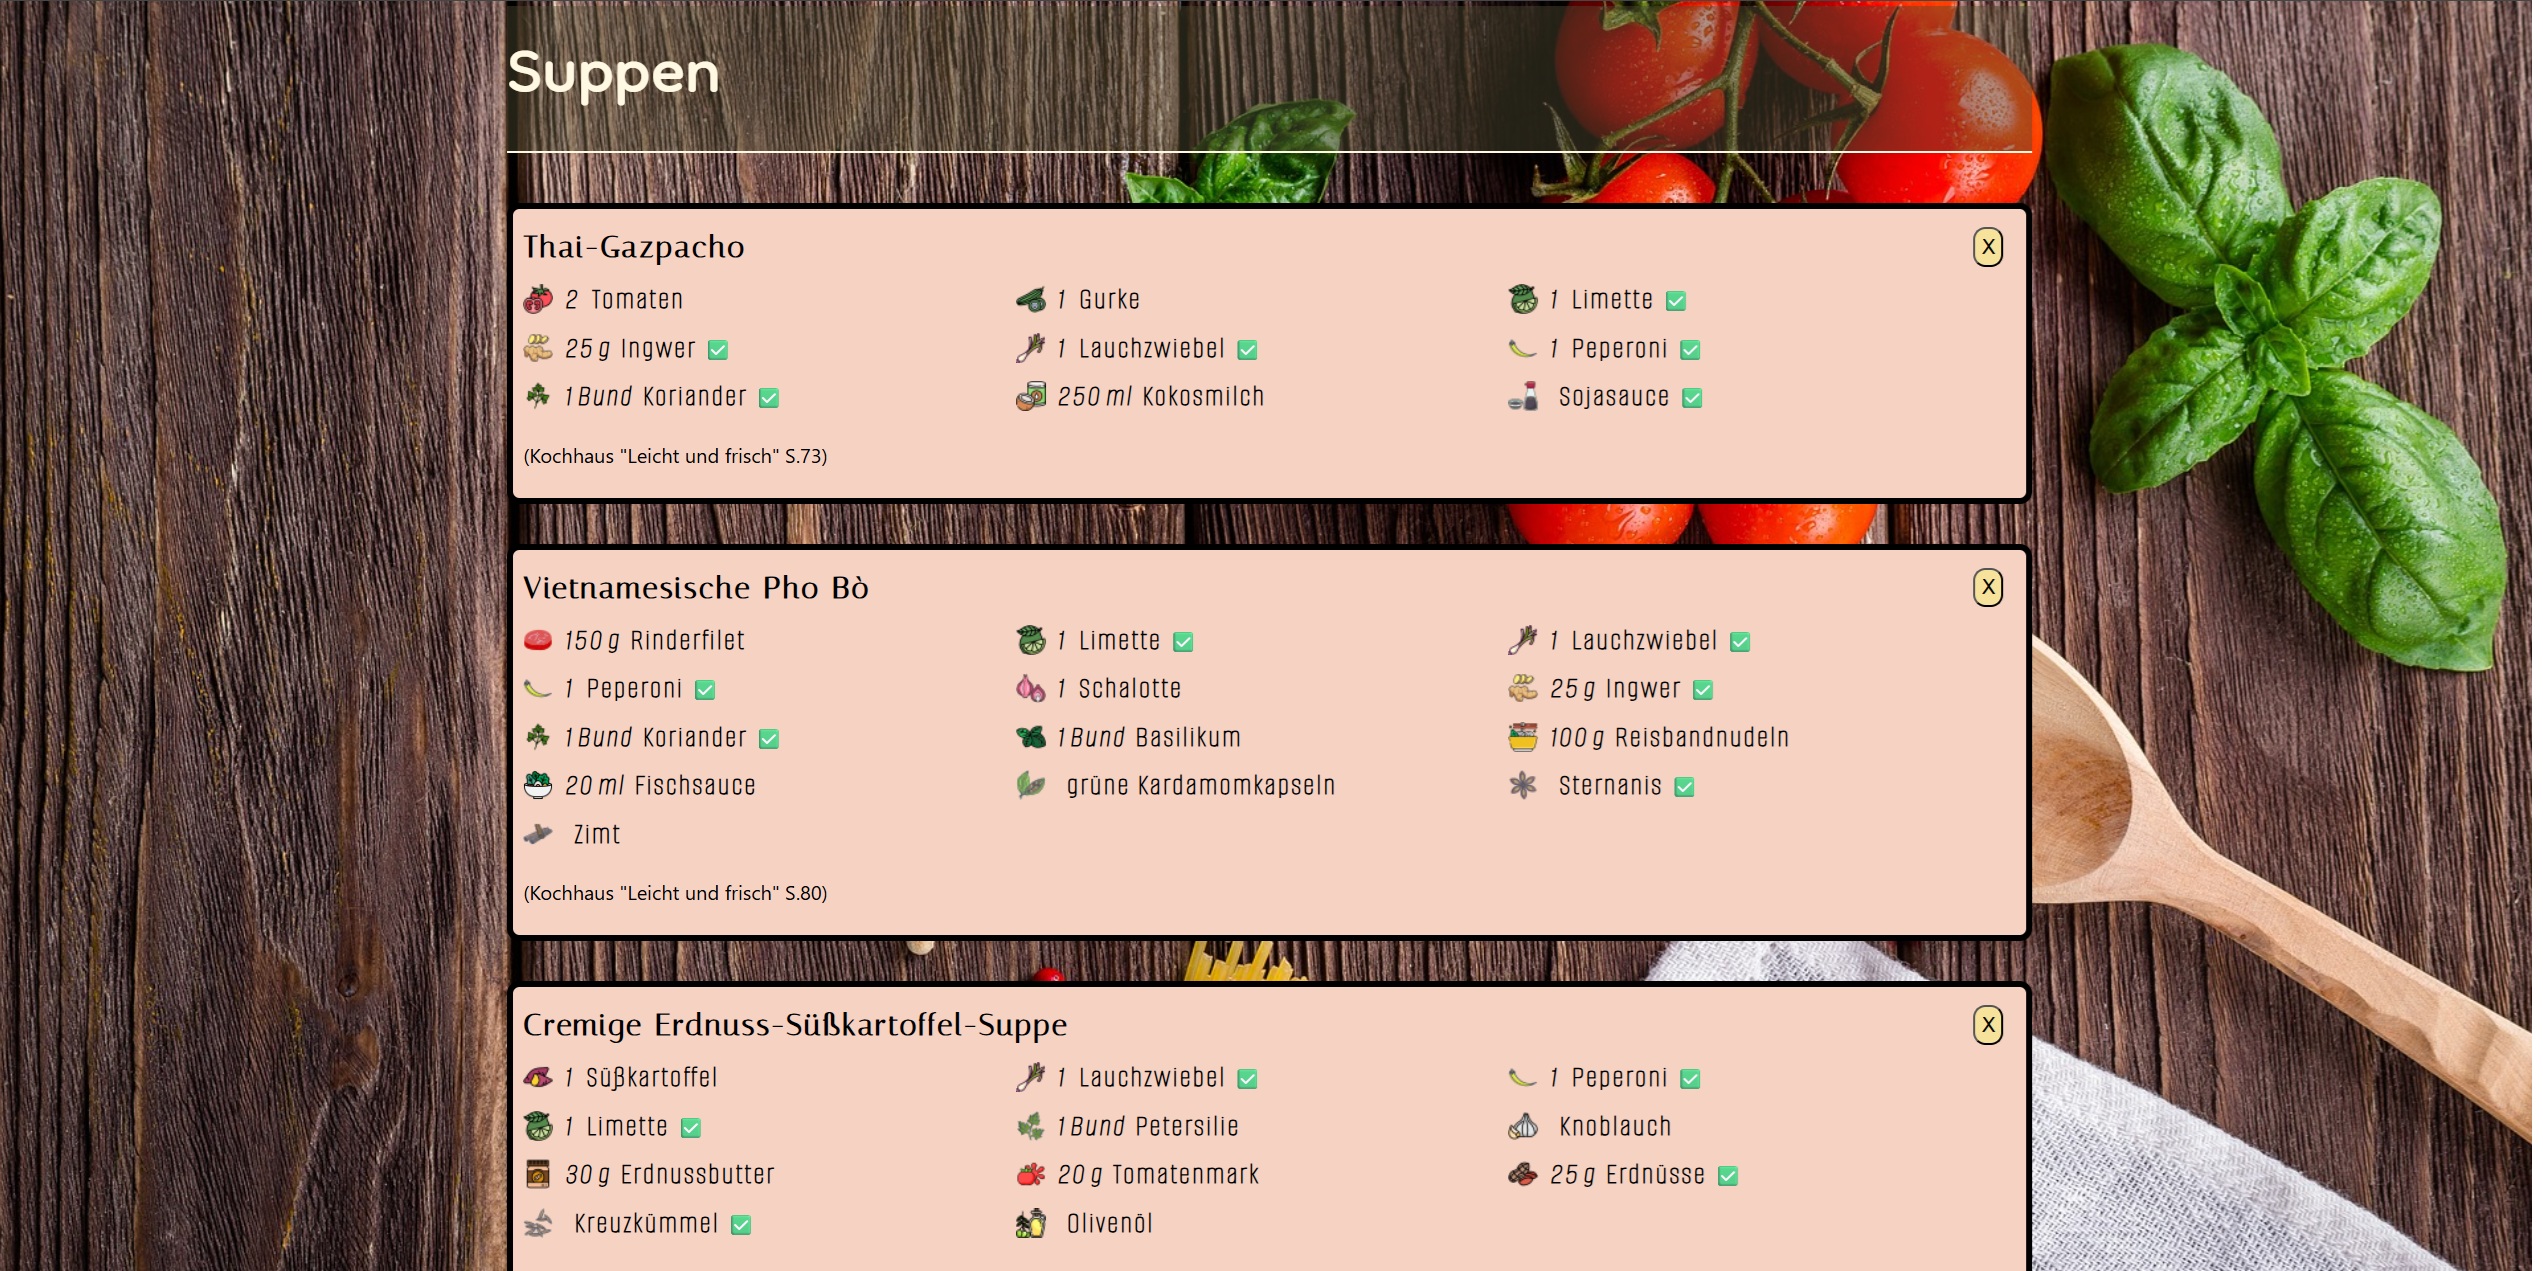 Suppen
Thai-Gazpacho
X
2 Tomaten
1 Gurke
1 Limette ✅
25 g Ingwer ✅
1 Lauchzwiebel ✅
1 Peperoni ✅
1 Bund Koriander ✅
250 ml Kokosmilch
Sojasauce ✅
(Kochhaus "Leicht und frisch" S.73)
Vietnamesische Pho Bò
X
150 g Rinderfilet
1 Limette ✅
1 Lauchzwiebel ✅
1 Peperoni ✅
1 Schalotte
25 g Ingwer ✅
1 Bund Koriander ✅
1 Bund Basilikum
100 g Reisbandnudeln
20 ml Fischsauce
grüne Kardamomkapseln
Sternanis ✅
Zimt
(Kochhaus "Leicht und frisch" S.80)
Cremige Erdnuss-Süßkartoffel-Suppe
X
1 Süßkartoffel
1 Lauchzwiebel ✅
1 Peperoni ✅
1 Limette ✅
1 Bund Petersilie
Knoblauch
30 g Erdnussbutter
20 g Tomatenmark
25 g Erdnüsse ✅
Kreuzkümmel ✅
Olivenöl